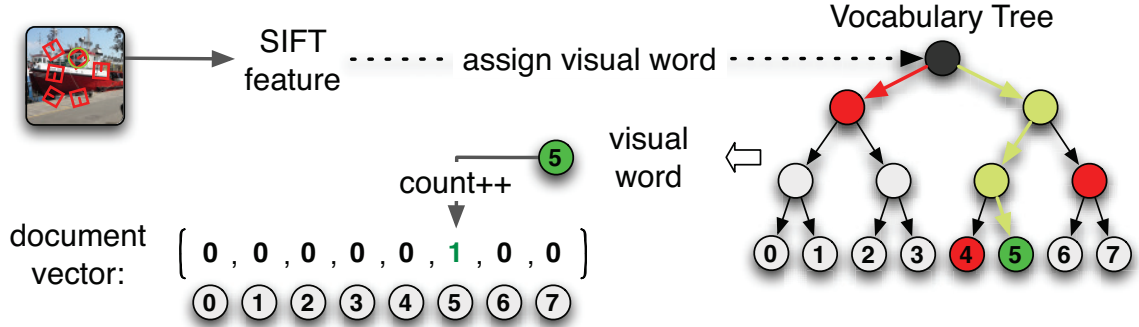 Vocabulary Tree
SIFT
feature
assign visual word
visual
word
5
count++
0 1 2 3 4 5 6 7
document
vector:
0 , 0 , 0 , 0 , 0 , 1 , 0 , 0
0 1 2 3 4 5 6 7